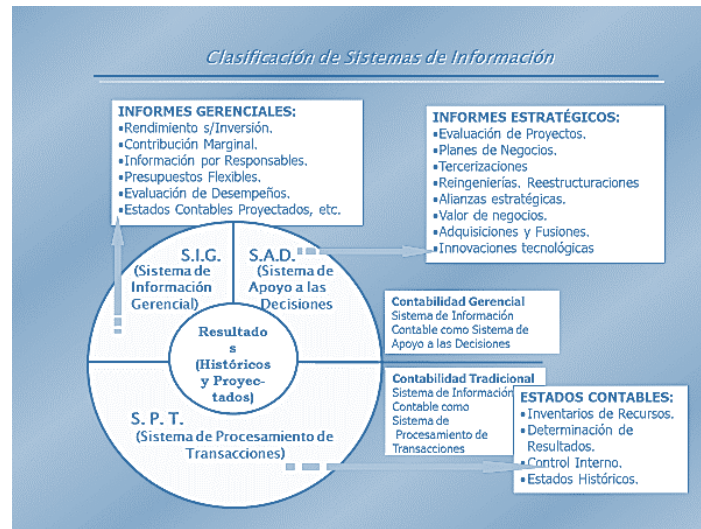 Clasificación de Sistemas de Información
INFORMES GERENCIALES:
▪Rendimiento s/Inversión.
▪Contribución Marginal.
▪Información por Responsables.
▪Presupuestos Flexibles.
▪Evaluación de Desempeños.
▪Estados Contables Proyectados, etc.
INFORMES ESTRATÉGICOS:
▪Evaluación de Proyectos.
▪Planes de Negocios.
▪Tercerizaciones
▪Reingenierías. Reestructuraciones
▪Alianzas estratégicas.
▪Valor de negocios.
▪Adquisiciones y Fusiones.
▪Innovaciones tecnológicas
S.I.G.
(Sistema de
Información
Gerencial)
S.A.D.
(Sistema de
Apoyo a las
Decisiones
Resultado
s
(Históricos
y Proyec-
tados)
S. P. T.
(Sistema de Procesamiento de
Transacciones)
Contabilidad Gerencial
Sistema de Información
Contable como Sistema de
Apoyo a las Decisiones
Contabilidad Tradicional
Sistema de Información
Contable como
Sistema de
Procesamiento de
Transacciones
ESTADOS CONTABLES:
▪Inventarios de Recursos.
▪Determinación de
Resultados.
▪Control Interno.
▪Estados Históricos.